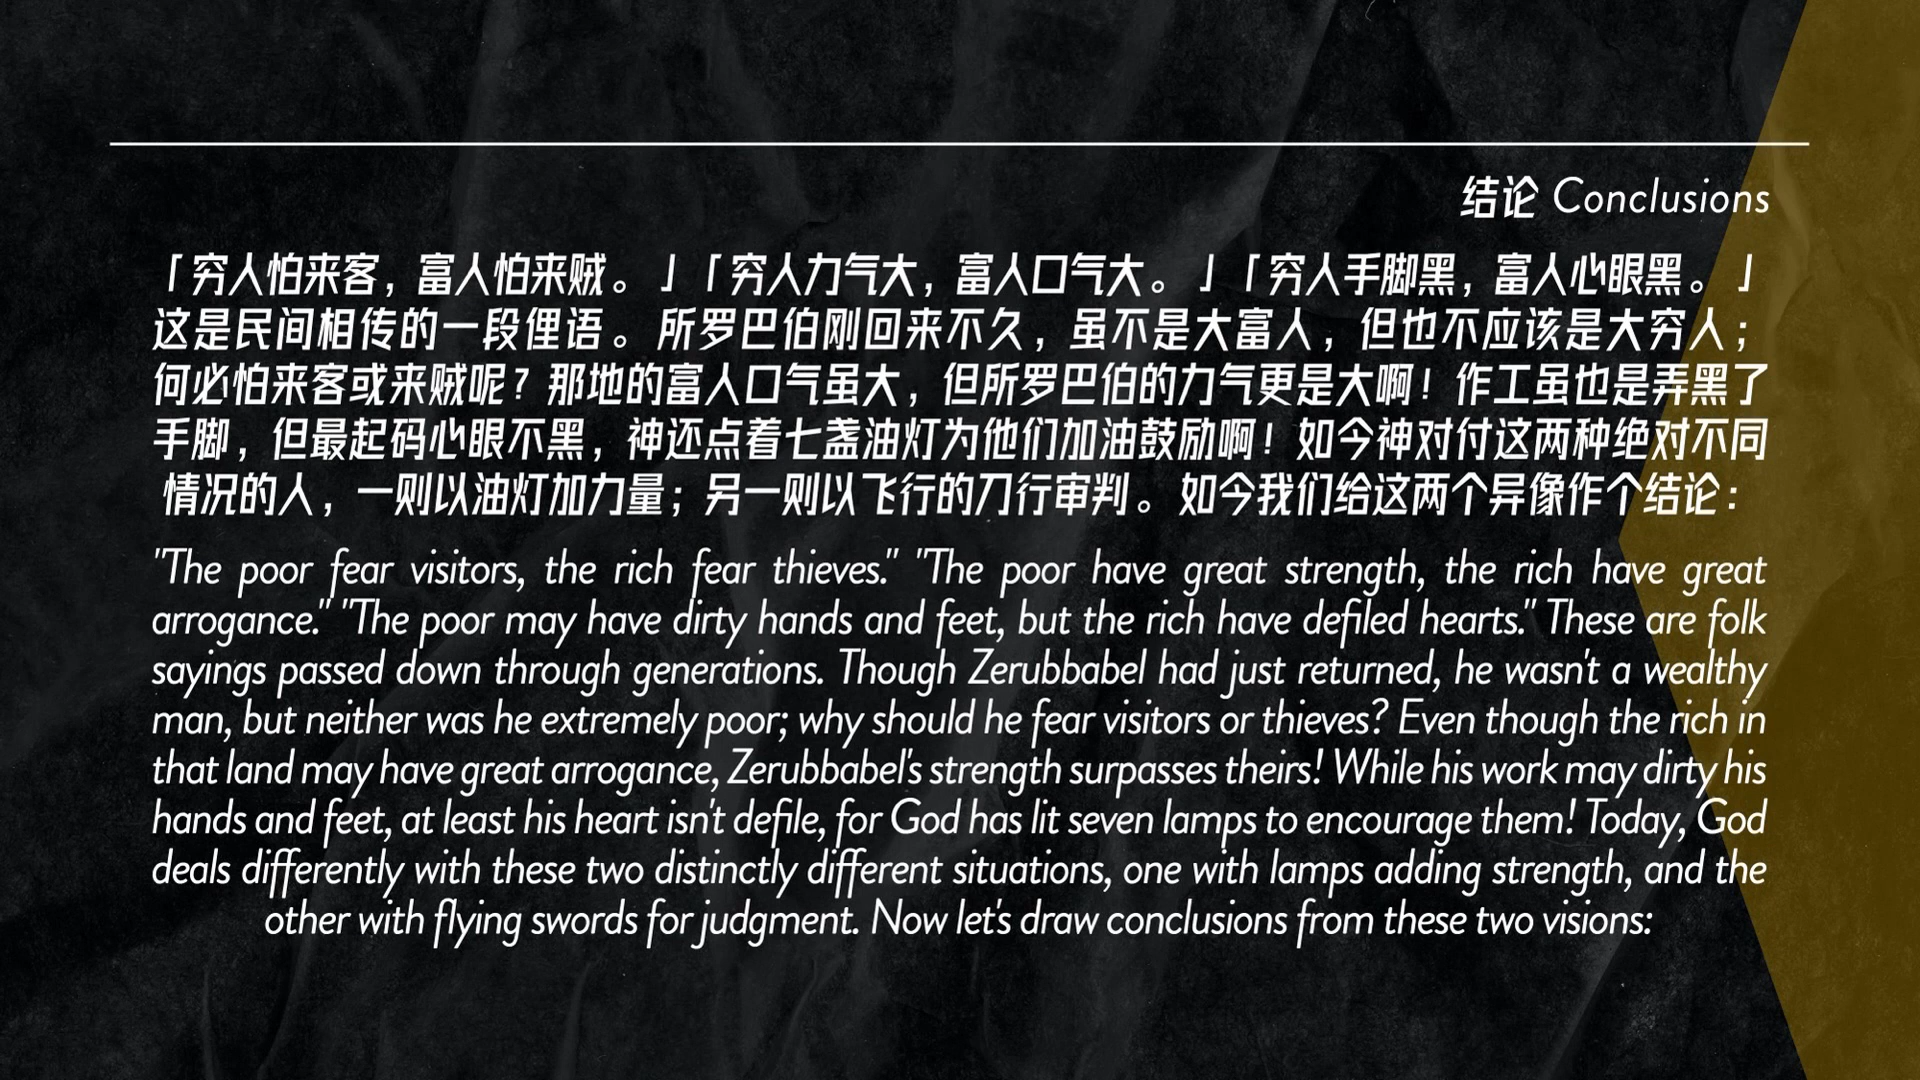 结论 Conclusions
「穷人怕来客，富人怕来贼。」「穷人力气大，富人口气大。」「穷人手脚黑，富人心眼黑。」
这是民间相传的一段俚语。所罗巴伯刚回来不久，虽不是大富人，但也不应该是大穷人；
何必怕来客或来贼呢？那地的富人口气虽大，但所罗巴伯的力气更是大啊！作工虽也是弄黑了
手脚，但最起码心眼不黑，神还点着七盏油灯为他们加油鼓励啊！如今神对付这两种绝对不同
情况的人，一则以油灯加力量；另一则以飞行的刀行审判。如今我们给这两个异像作个结论：
"The poor fear visitors, the rich fear thieves." "The poor have great strength, the rich have great
arrogance." "The poor may have dirty hands and feet, but the rich have defiled hearts." These are folk
sayings passed down through generations. Though Zerubbabel had just returned, he wasn't a wealthy
man, but neither was he extremely poor; why should he fear visitors or thieves? Even though the rich in
that land may have great arrogance, Zerubbabel's strength surpasses theirs! While his work may dirty his
hands and feet, at least his heart isn't defile, for God has lit seven lamps to encourage them! Today, God
deals differently with these two distinctly different situations, one with lamps adding strength, and the
other with flying swords for judgment. Now let's draw conclusions from these two visions: